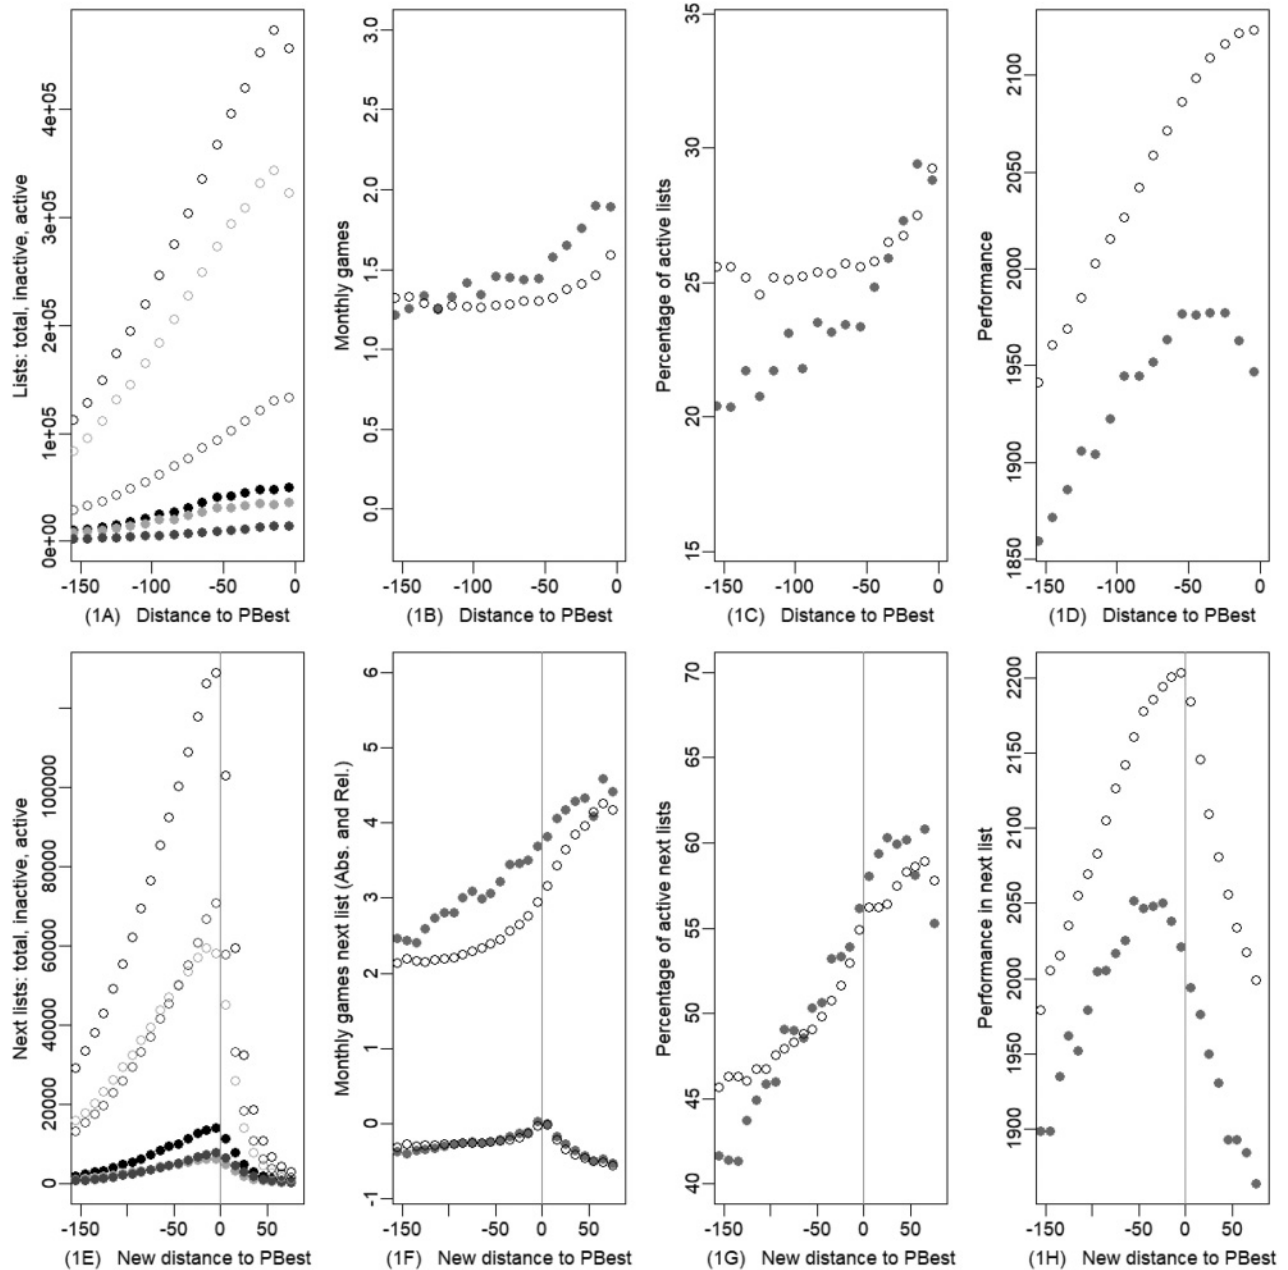 Lists: total, inactive, active
0e+00 1e+05 2e+05 3e+05 4e+05
-150 -100 -50 0
(1A) Distance to PBest
Monthly games
0.0 0.5 1.0 1.5 2.0 2.5 3.0
-150 -100 -50 0
(1B) Distance to PBest
Percentage of active lists
15 20 25 30 35
-150 -100 -50 0
(1C) Distance to PBest
Performance
1850 1900 1950 2000 2050 2100
-150 -100 -50 0
(1D) Distance to PBest
Next lists: total, inactive, active
0 20000 40000 60000 80000 100000
-150 -50 0 50
(1E) New distance to PBest
Monthly games next list (Abs. and Rel.)
-1 0 1 2 3 4 5 6
-150 -50 0 50
(1F) New distance to PBest
Percentage of active next lists
40 45 50 55 60 65 70
-150 -50 0 50
(1G) New distance to PBest
Performance in next list
1900 1950 2000 2050 2100 2150 2200
-150 -50 0 50
(1H) New distance to PBest